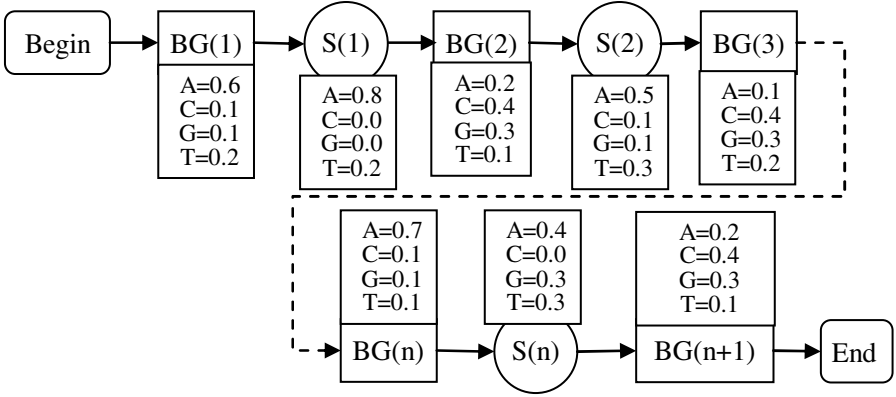 Begin
BG(1)
S(1)
BG(2)
S(2)
BG(3)
A=0.6
C=0.1
G=0.1
T=0.2
A=0.8
C=0.0
G=0.0
T=0.2
A=0.2
C=0.4
G=0.3
T=0.1
A=0.5
C=0.1
G=0.1
T=0.3
A=0.1
C=0.4
G=0.3
T=0.2
A=0.7
C=0.1
G=0.1
T=0.1
A=0.4
C=0.0
G=0.3
T=0.3
A=0.2
C=0.4
G=0.3
T=0.1
BG(n)
S(n)
BG(n+1)
End